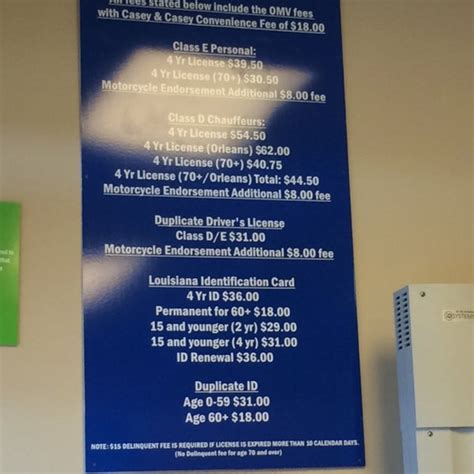 All fees stated below include the OMV fees
with Casey & Casey Convenience Fee of $18.00
Class E Personal:
4 Yr License $39.50
4 Yr License (70+) $30.50
Motorcycle Endorsement Additional $8.00 fee
Class D Chauffeurs:
4 Yr License $54.50
4 Yr License (Orleans) $62.00
4 Yr License (70+) $40.75
4 Yr License (70+/Orleans) Total: $44.50
Motorcycle Endorsement Additional $8.00 fee
Duplicate Driver's License
Class D/E $31.00
Motorcycle Endorsement Additional $8.00 fee
Louisiana Identification Card
4 Yr ID $36.00
Permanent for 60+ $18.00
15 and younger (2 yr) $29.00
15 and younger (4 yr) $31.00
ID Renewal $36.00
Duplicate ID
Age 0-59 $31.00
Age 60+ $18.00
NOTE: $15 DELINQUENT FEE IS REQUIRED IF LICENSE IS EXPIRED MORE THAN 10 CALENDAR DAYS.
(No Delinquent fee for age 70 and over)
SYSTEMS